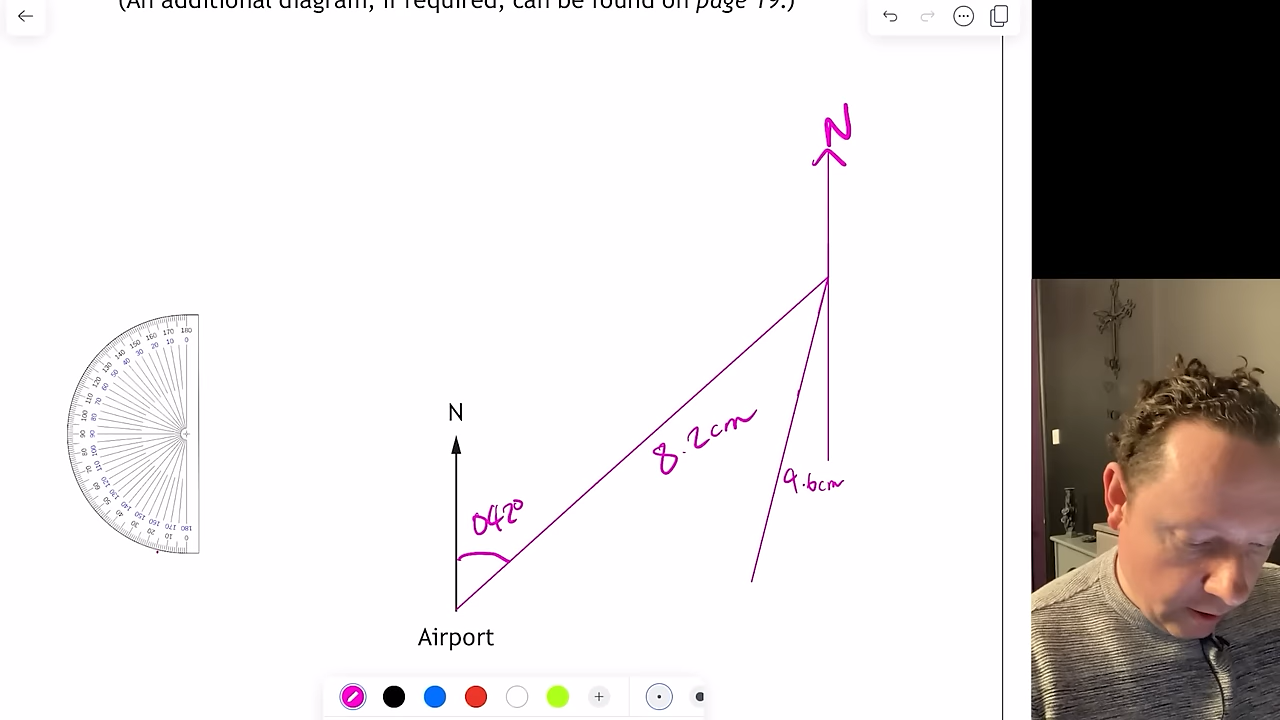 (An additional diagram, if required, can be found on page 19.)
N
N
042°
8.2cm
9.6cm
Airport